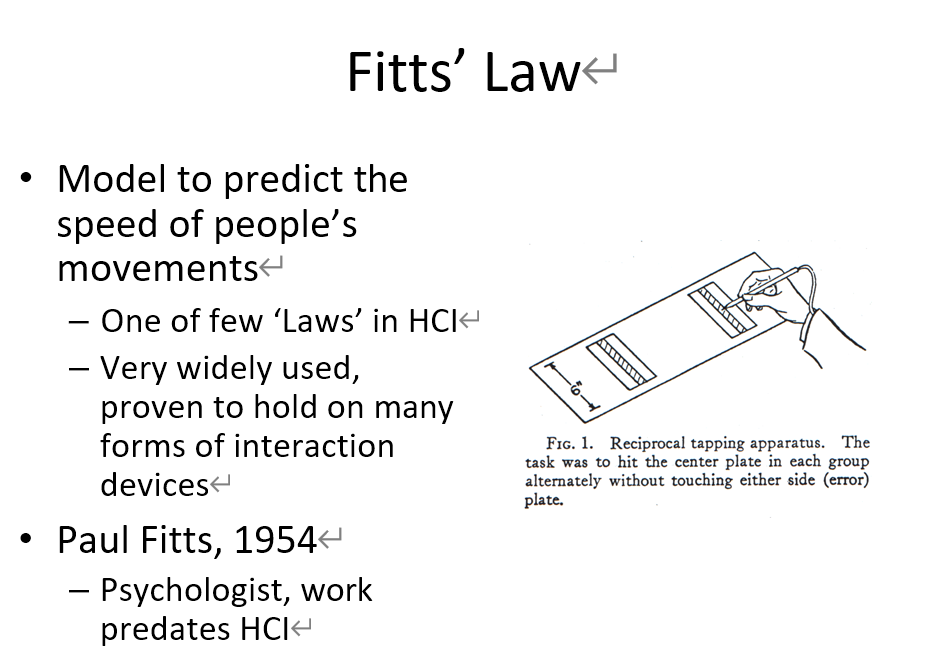 Fitts’ Law↵
• Model to predict the
speed of people’s
movements↵
– One of few ‘Laws’ in HCI↵
– Very widely used,
proven to hold on many
forms of interaction
devices↵
• Paul Fitts, 1954↵
– Psychologist, work
predates HCI↵
6"
Fig. 1. Reciprocal tapping apparatus. The
task was to hit the center plate in each group
alternately without touching either side (error)
plate.